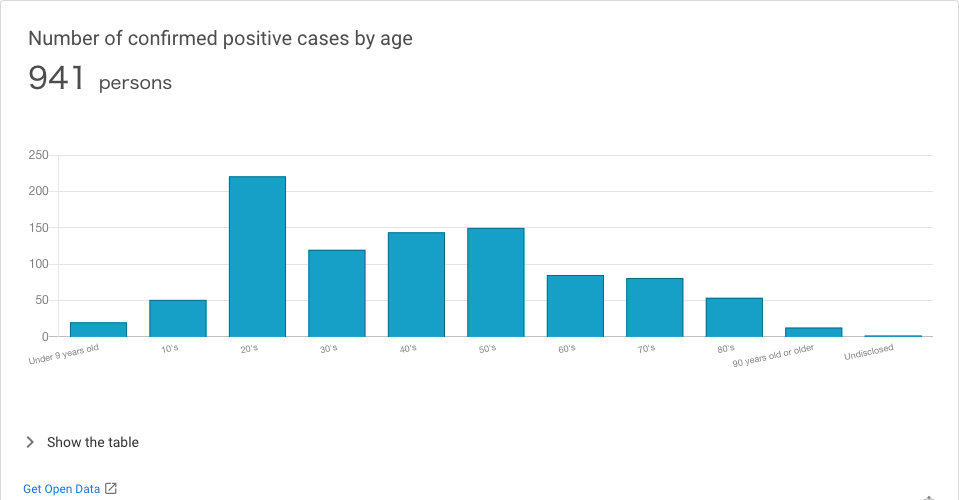 Number of confirmed positive cases by age
941 persons
250
200
150
100
50
0
Under 9 years old 10's 20's 30's 40's 50's 60's 70's 80's 90 years old or older Undisclosed
Show the table
Get Open Data